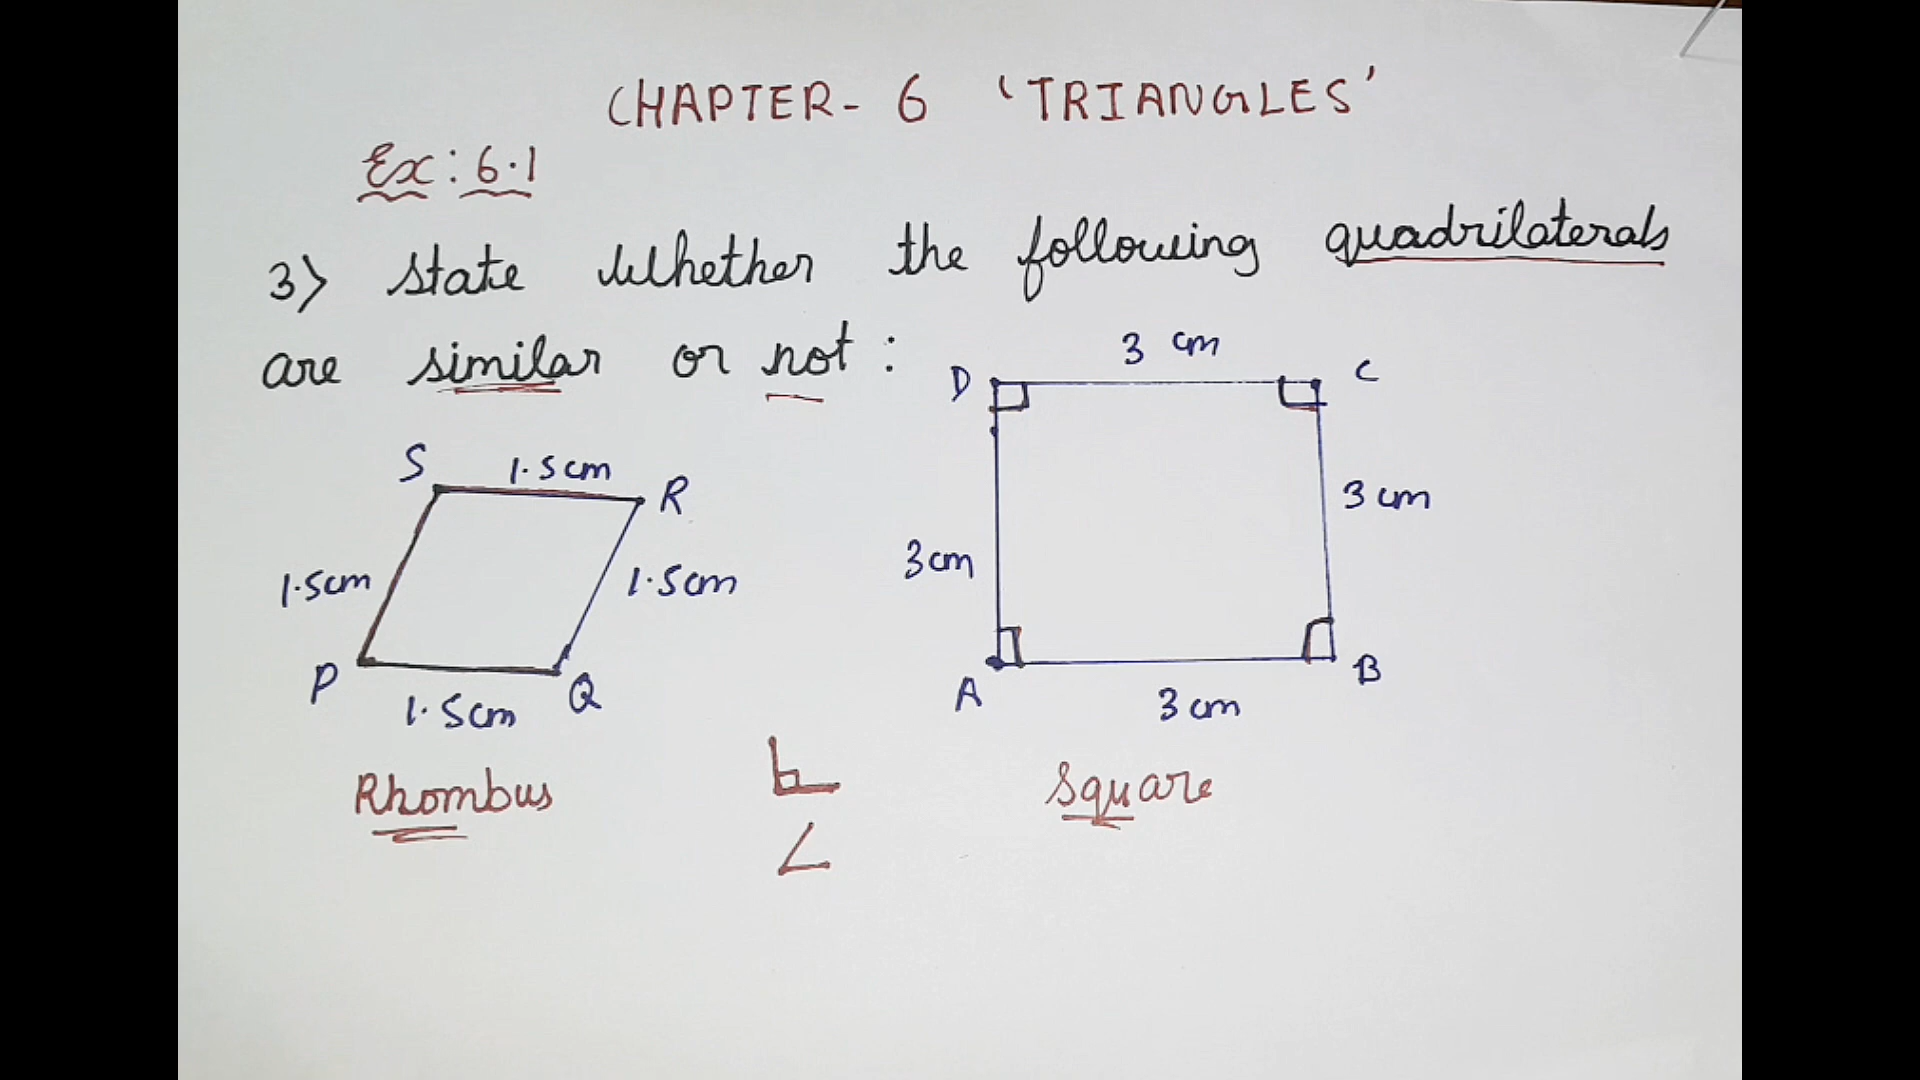 CHAPTER- 6 'TRIANGLES'
Ex: 6.1
3) State Whether the following quadrilaterals
are similar or not:
3 cm
D
C
S
1.5cm
R
3 cm
3cm
1.5cm
1.5cm
P
Q
A
B
1.5cm
3 cm
Rhombus
Square